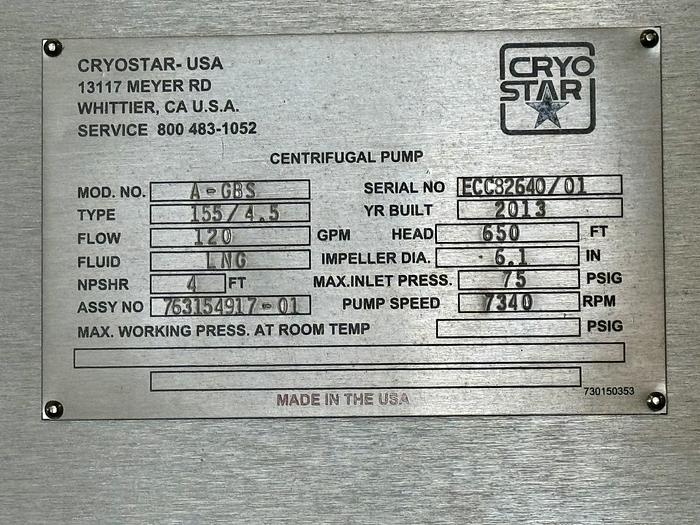 CRYOSTAR- USA
13117 MEYER RD
WHITTIER, CA U.S.A.
SERVICE 800 483-1052
CRYO
STAR
CENTRIFUGAL PUMP
MOD. NO. A-GBS SERIAL NO ECC82640/01
TYPE 155/4.5 YR BUILT 2013
FLOW 120 GPM HEAD 650 FT
FLUID LNG IMPELLER DIA. 6.1 IN
NPSHR 4 FT MAX.INLET PRESS. 75 PSIG
ASSY NO 763154917-01 PUMP SPEED 7340 RPM
MAX. WORKING PRESS. AT ROOM TEMP PSIG
730150353
MADE IN THE USA